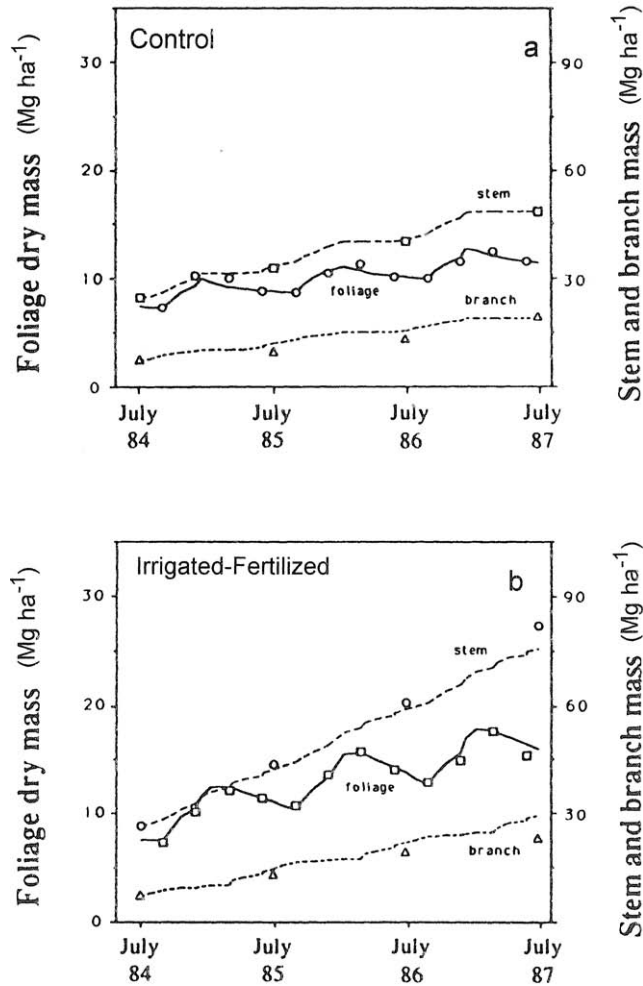 Control
a
Foliage dry mass (Mg ha⁻¹)
30
20
10
0
Stem and branch mass (Mg ha⁻¹)
90
60
30
stem
foliage
branch
July
84
July
85
July
86
July
87
Irrigated-Fertilized
b
Foliage dry mass (Mg ha⁻¹)
30
20
10
0
Stem and branch mass (Mg ha⁻¹)
90
60
30
stem
foliage
branch
July
84
July
85
July
86
July
87